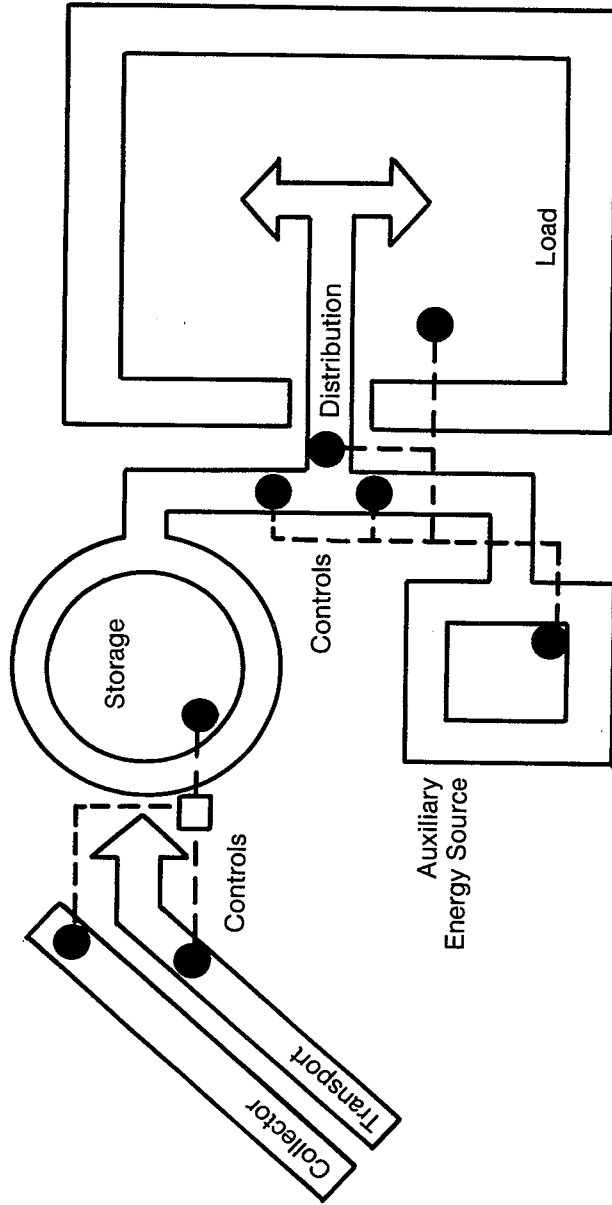 Collector
Transport
Controls
Storage
Controls
Auxiliary
Energy Source
Distribution
Load